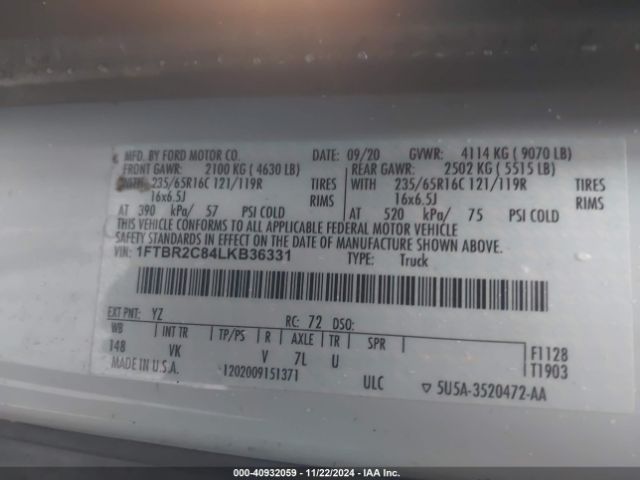 MFD. BY FORD MOTOR CO. DATE: 09/20 GVWR: 4114 KG ( 9070 LB)
FRONT GAWR: 2100 KG ( 4630 LB) REAR GAWR: 2502 KG ( 5515 LB)
WITH 235/65R16C 121/119R TIRES WITH 235/65R16C 121/119R TIRES
16x6.5J RIMS 16x6.5J RIMS
AT 390 kPa/ 57 PSI COLD AT 520 kPa/ 75 PSI COLD
THIS VEHICLE CONFORMS TO ALL APPLICABLE FEDERAL MOTOR VEHICLE
SAFETY STANDARDS IN EFFECT ON THE DATE OF MANUFACTURE SHOWN ABOVE.
VIN: 1FTBR2C84LKB36331 TYPE: Truck
EXT PNT: YZ RC: 72 DSO:
WB INT TR TP/PS R AXLE TR SPR F1128
148 VK V 7L U T1903
MADE IN U.S.A. 1202009151371 ULC ▽ 5U5A-3520472-AA
000-40932059 - 11/22/2024 - IAA Inc.